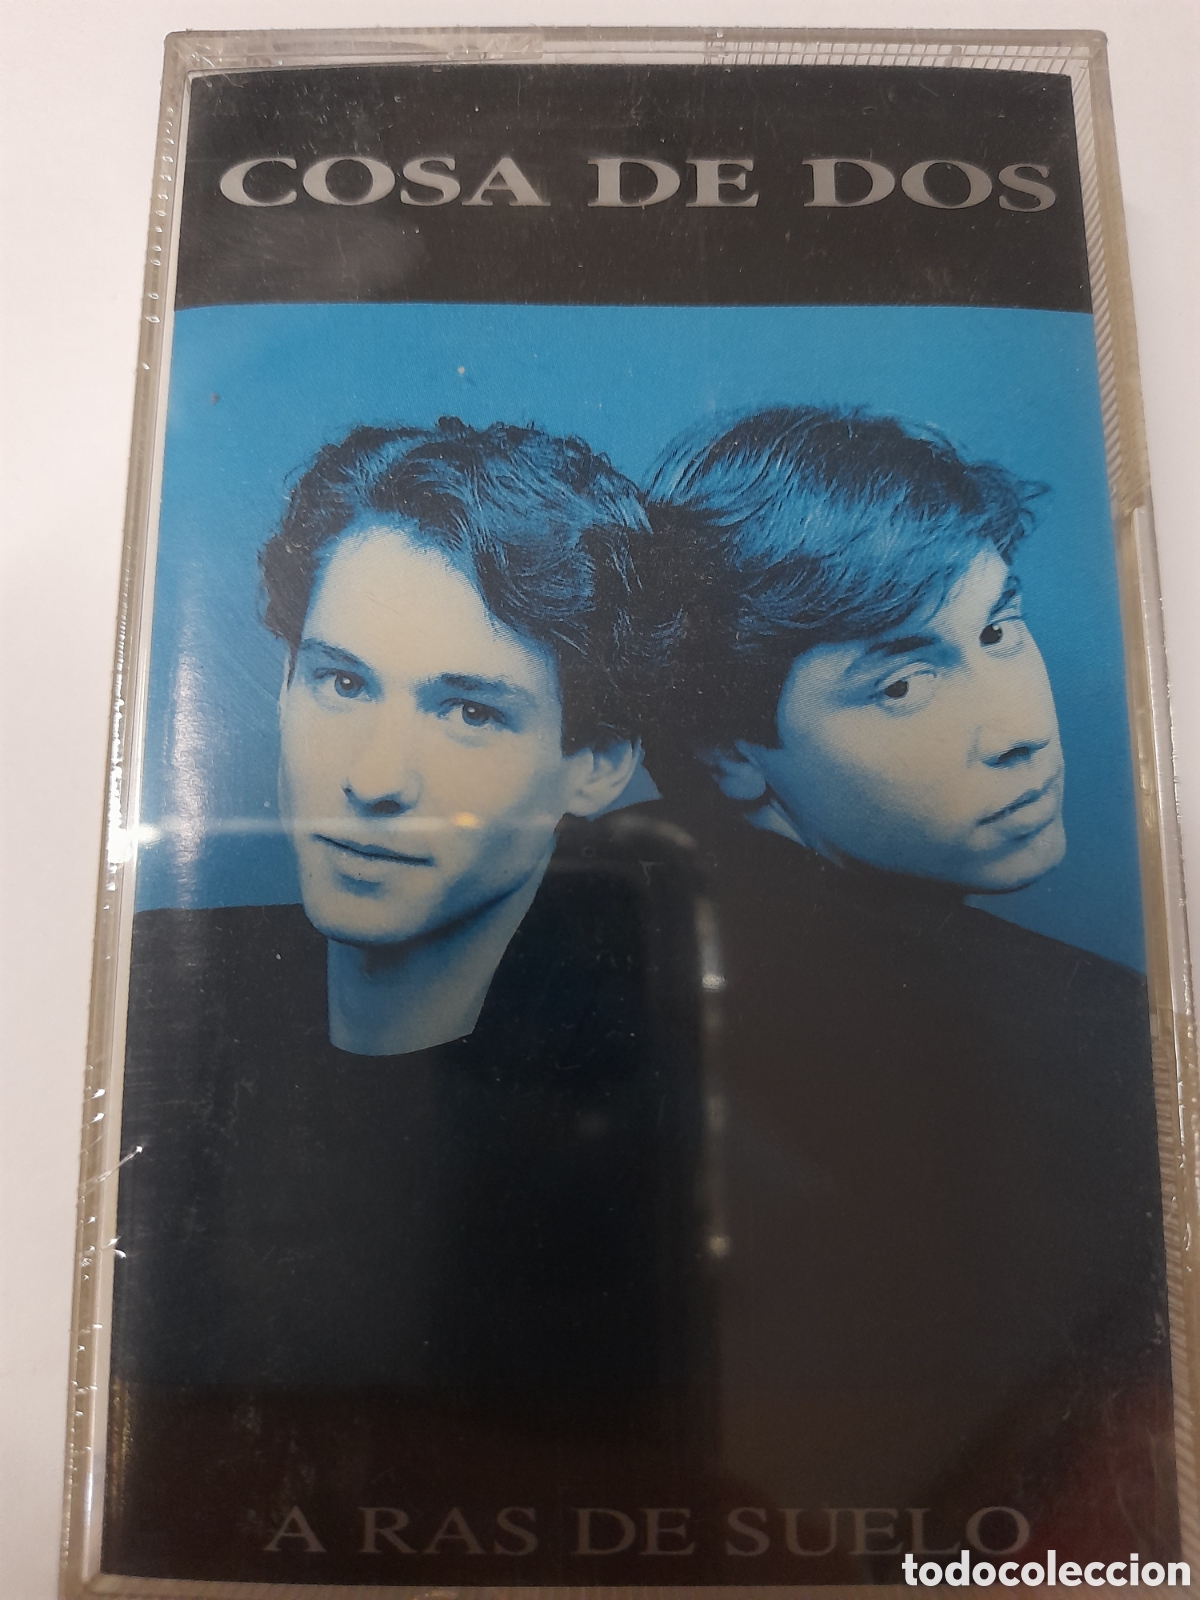 COSA DE DOS
A RAS DE SUELO
todocoleccion